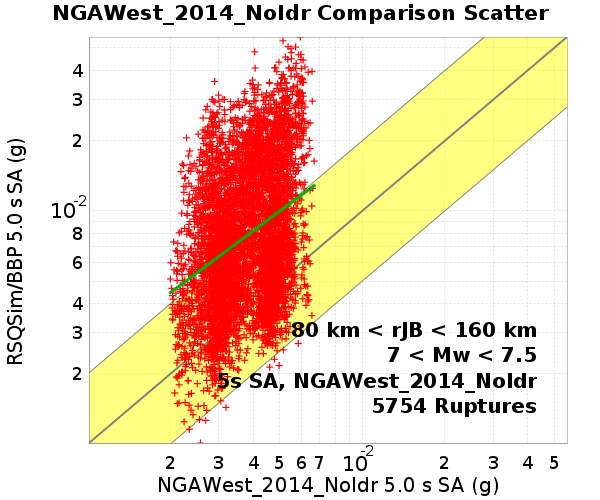 NGAWest_2014_NoIdr Comparison Scatter
RSQSim/BBP 5.0 s SA (g)
4
3
2
10-2
8
6
4
3
2
80 km < rJB < 160 km
7 < Mw < 7.5
5s SA, NGAWest_2014_NoIdr
5754 Ruptures
2 3 4 5 6 7 10-2 2 3 4 5
NGAWest_2014_NoIdr 5.0 s SA (g)